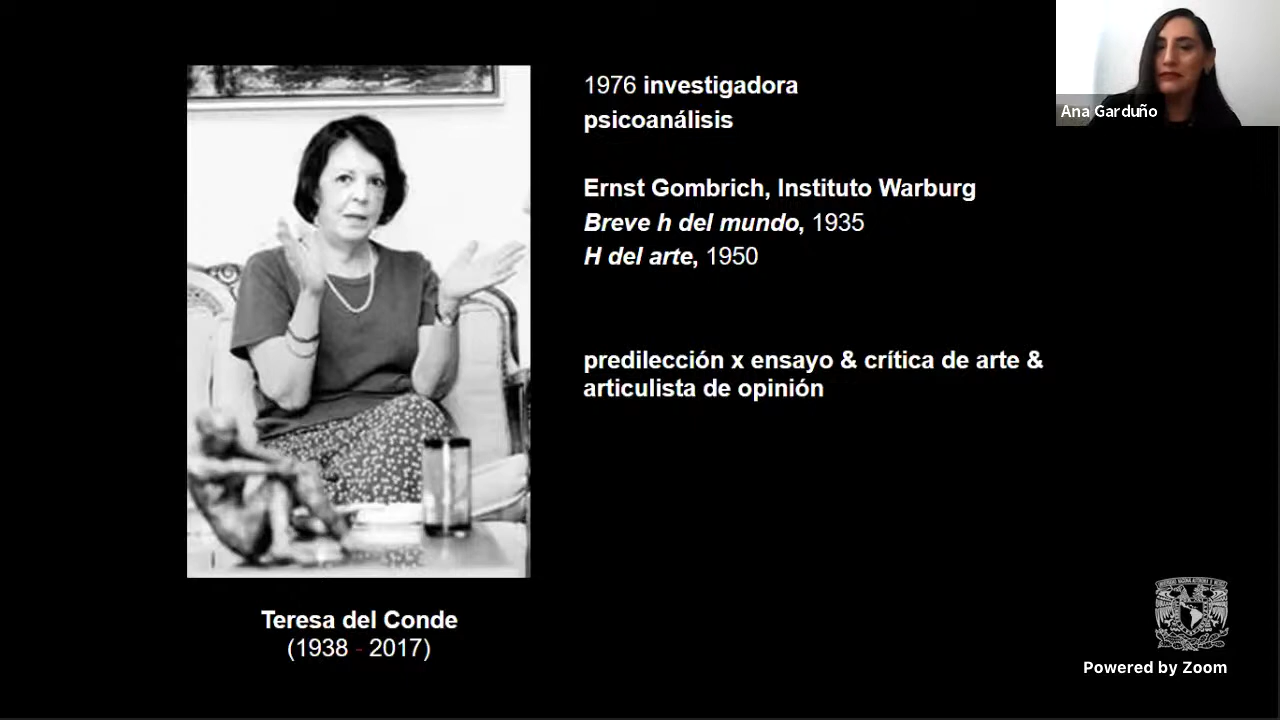 Ana Garduño
1976 investigadora
psicoanálisis
Ernst Gombrich, Instituto Warburg
Breve h del mundo, 1935
H del arte, 1950
predilección x ensayo & crítica de arte &
articulista de opinión
Teresa del Conde
(1938 - 2017)
Powered by Zoom